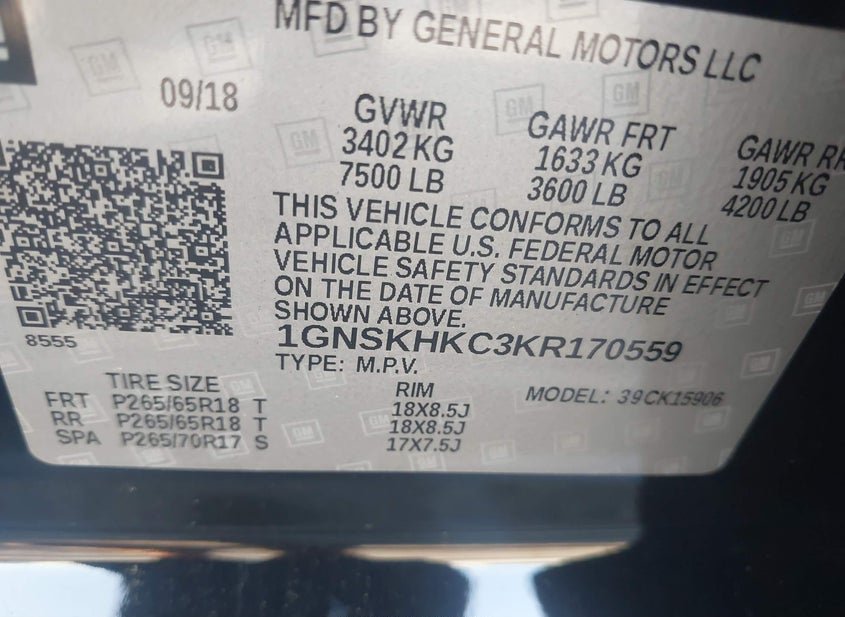 MFD BY GENERAL MOTORS LLC
09/18
GVWR GAWR FRT GAWR RR
3402 KG 1633 KG 1905 KG
7500 LB 3600 LB 4200 LB
THIS VEHICLE CONFORMS TO ALL
APPLICABLE U.S. FEDERAL MOTOR
VEHICLE SAFETY STANDARDS IN EFFECT
ON THE DATE OF MANUFACTURE
SHOWN ABOVE.
8555
1GNSKHKC3KR170559
TYPE: M.P.V.
TIRE SIZE RIM MODEL: 39CK15906
FRT P265/65R18 T 18X8.5J
RR P265/65R18 T 18X8.5J
SPA P265/70R17 S 17X7.5J